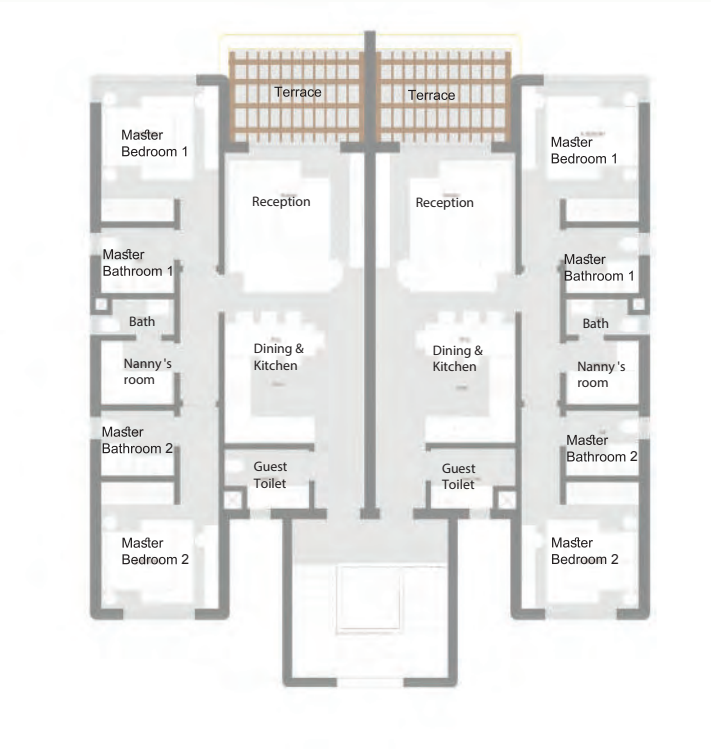 Terrace
Terrace
Master
Bedroom 1
Master
Bedroom 1
Reception
Reception
Master
Bathroom 1
Master
Bathroom 1
Bath
Bath
Dining &
Kitchen
Dining &
Kitchen
Nanny's
room
Nanny's
room
Master
Bathroom 2
Master
Bathroom 2
Guest
Toilet
Guest
Toilet
Master
Bedroom 2
Master
Bedroom 2